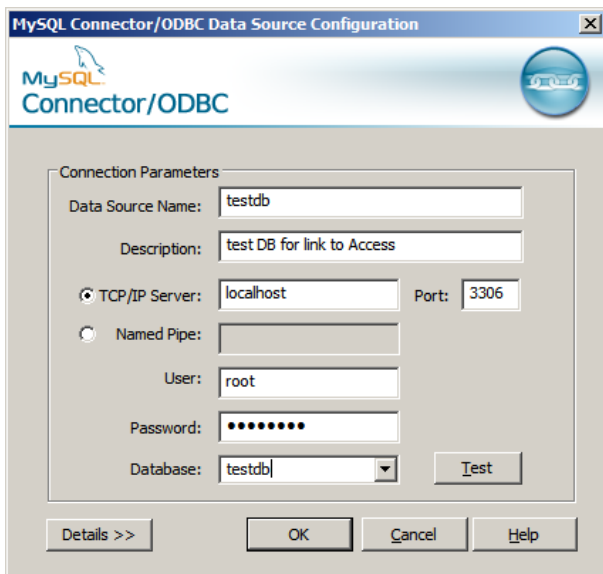 MySQL Connector/ODBC Data Source Configuration
MySQL
Connector/ODBC
Connection Parameters
Data Source Name: testdb
Description: test DB for link to Access
TCP/IP Server: localhost Port: 3306
Named Pipe:
User: root
Password: ••••••••
Database: testdb Test
Details >> OK Cancel Help